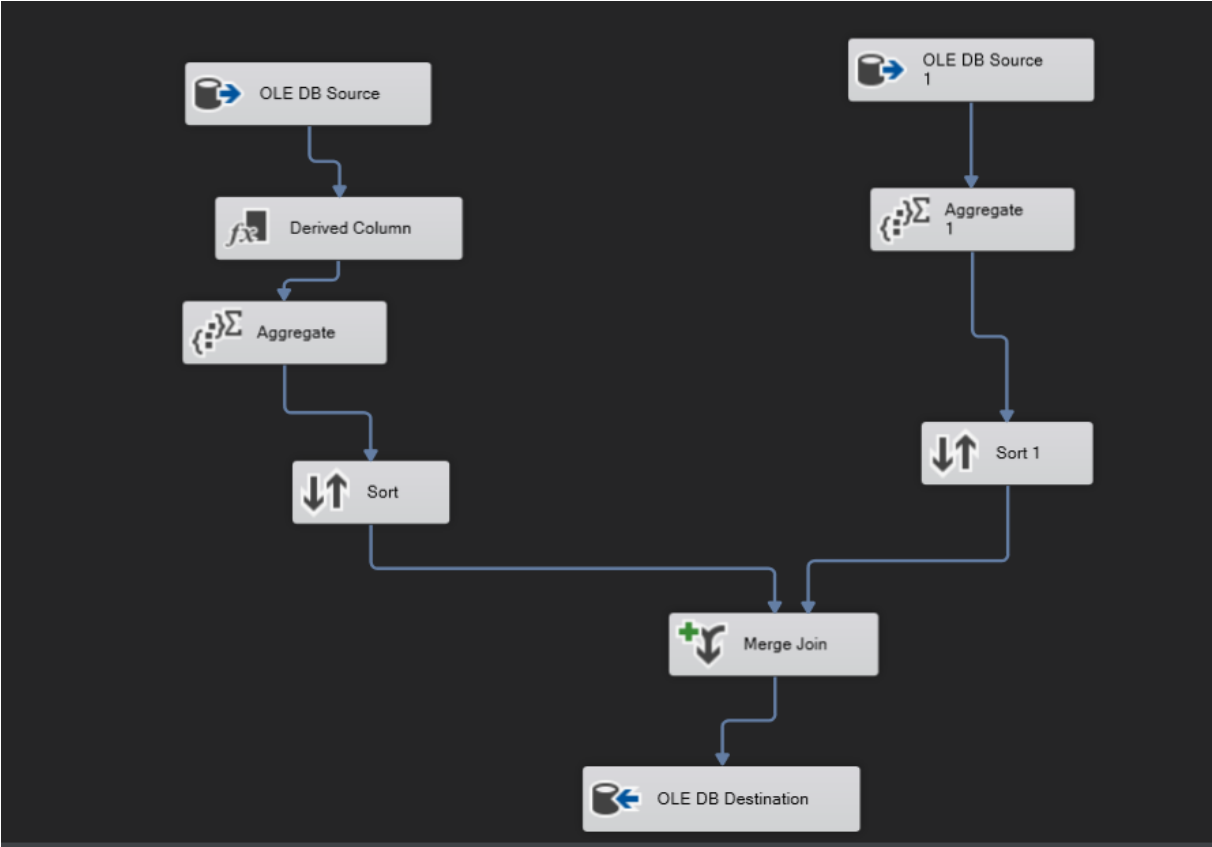 OLE DB Source
OLE DB Source
1
Derived Column
Aggregate
1
Aggregate
Sort 1
Sort
Merge Join
OLE DB Destination